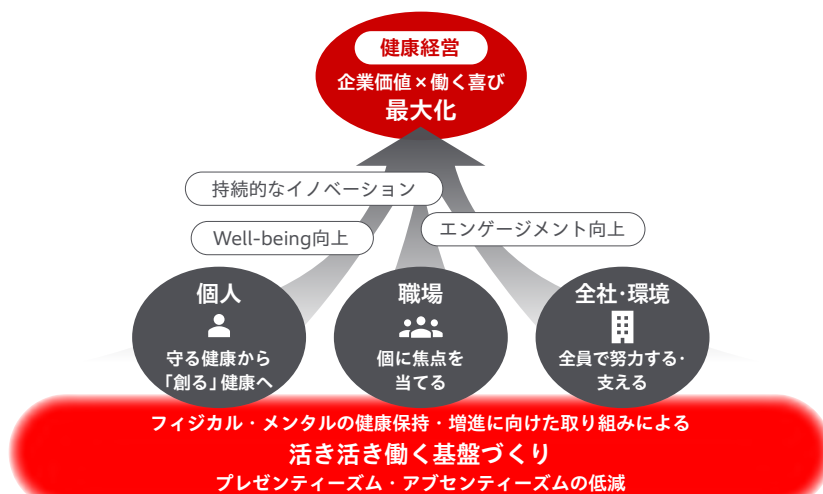 健康経営
企業価値×働く喜び
最大化
持続的なイノベーション
Well-being向上
エンゲージメント向上
個人
守る健康から
「創る」健康へ
職場
個に焦点を
当てる
全社・環境
全員で努力する・
支える
フィジカル・メンタルの健康保持・増進に向けた取り組みによる
活き活き働く基盤づくり
プレゼンティーズム・アブセンティーズムの低減